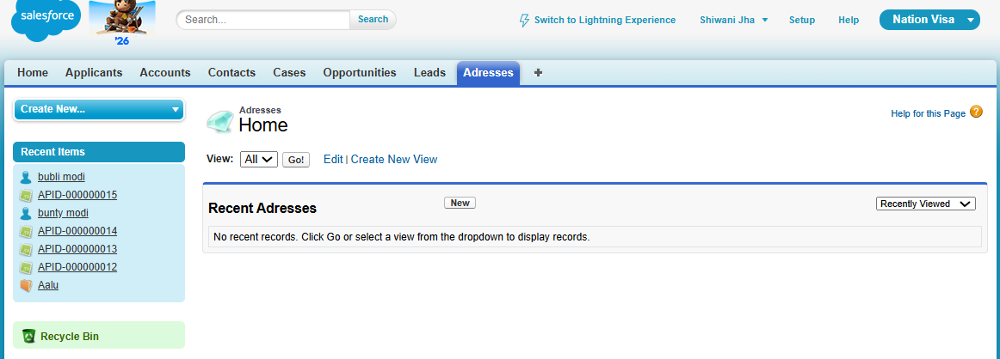 salesforce
'26
Search...
Search
Switch to Lightning Experience
Shiwani Jha
Setup
Help
Nation Visa
Home Applicants Accounts Contacts Cases Opportunities Leads Adresses +
Create New...
Recent Items
bubli modi
APID-000000015
bunty modi
APID-000000014
APID-000000013
APID-000000012
Aalu
Recycle Bin
Adresses
Home
Help for this Page ?
View: All Go! Edit | Create New View
Recent Adresses New Recently Viewed
No recent records. Click Go or select a view from the dropdown to display records.